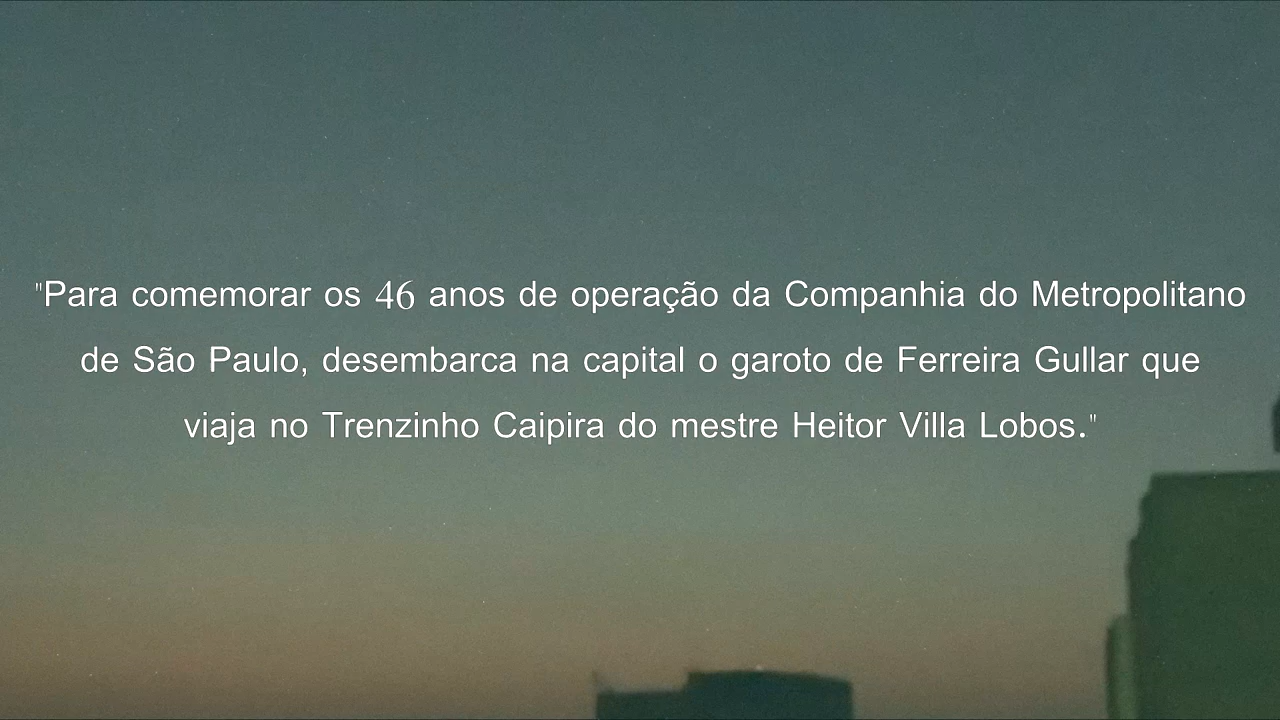 "Para comemorar os 46 anos de operação da Companhia do Metropolitano
de São Paulo, desembarca na capital o garoto de Ferreira Gullar que
viaja no Trenzinho Caipira do mestre Heitor Villa Lobos."